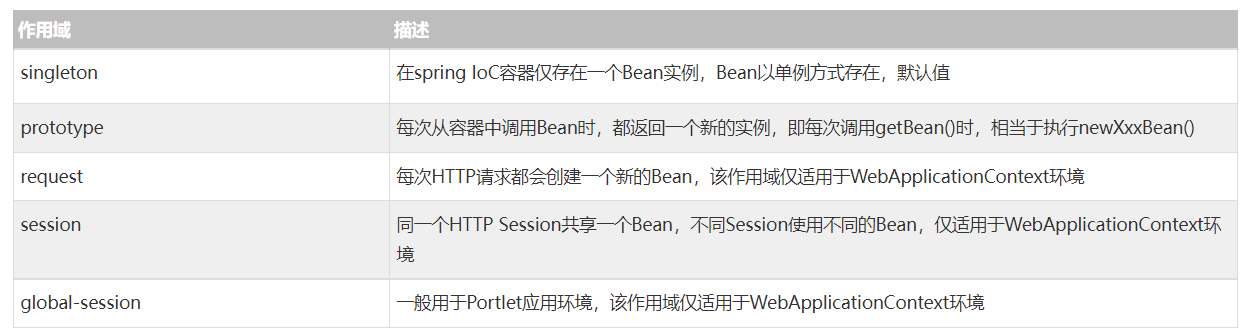 作用域 描述
singleton 在spring IoC容器仅存在一个Bean实例，Bean以单例方式存在，默认值
prototype 每次从容器中调用Bean时，都返回一个新的实例，即每次调用getBean()时，相当于执行newXxxBean()
request 每次HTTP请求都会创建一个新的Bean，该作用域仅适用于WebApplicationContext环境
session 同一个HTTP Session共享一个Bean，不同Session使用不同的Bean，仅适用于WebApplicationContext环
境
global-session 一般用于Portlet应用环境，该作用域仅适用于WebApplicationContext环境